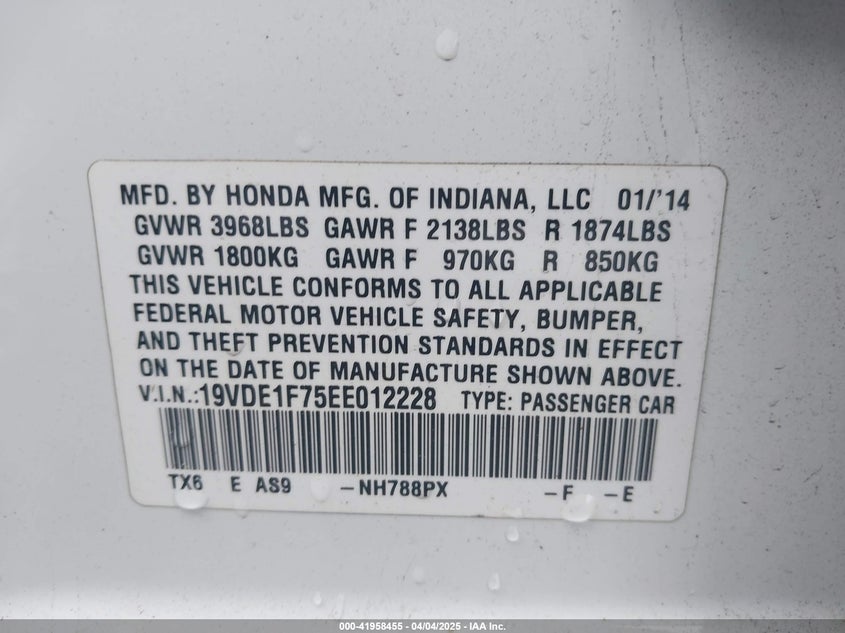 MFD. BY HONDA MFG. OF INDIANA, LLC 01/'14
GVWR 3968LBS GAWR F 2138LBS R 1874LBS
GVWR 1800KG GAWR F 970KG R 850KG
THIS VEHICLE CONFORMS TO ALL APPLICABLE
FEDERAL MOTOR VEHICLE SAFETY, BUMPER,
AND THEFT PREVENTION STANDARDS IN EFFECT
ON THE DATE OF MANUFACTURE SHOWN ABOVE.
V.I.N.:19VDE1F75EE012228 TYPE: PASSENGER CAR
TX6 E AS9 –NH788PX –F –E
000-41958455 - 04/04/2025 - IAA Inc.